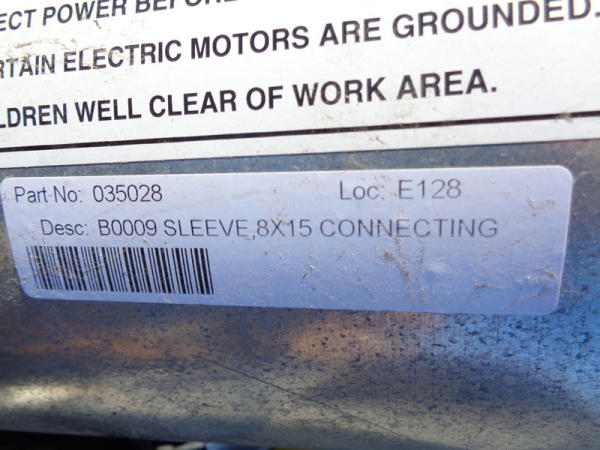 ECT POWER BEFORE
RTAIN ELECTRIC MOTORS ARE GROUNDED.
LDREN WELL CLEAR OF WORK AREA.
Part No: 035028 Loc: E128
Desc: B0009 SLEEVE,8X15 CONNECTING